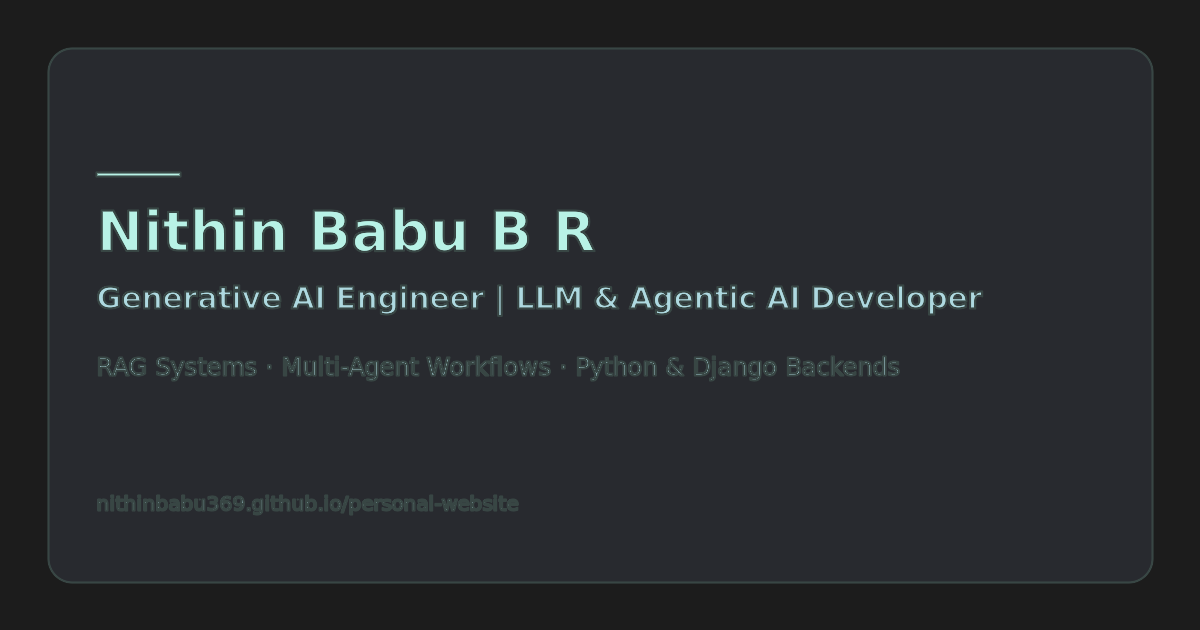 Nithin Babu B R
Generative AI Engineer | LLM & Agentic AI Developer
RAG Systems · Multi-Agent Workflows · Python & Django Backends
nithinbabu369.github.io/personal-website